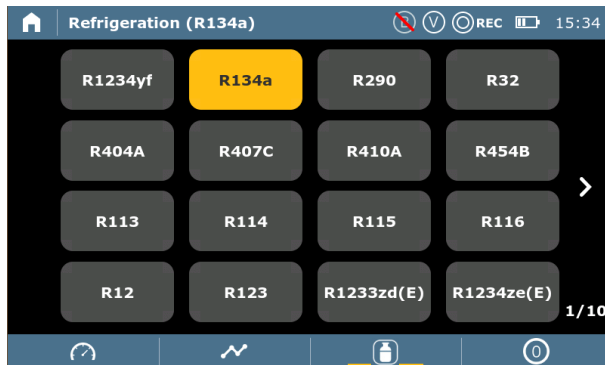 Refrigeration (R134a) B V REC 15:34
R1234yf R134a R290 R32
R404A R407C R410A R454B
R113 R114 R115 R116
R12 R123 R1233zd(E) R1234ze(E)
1/10
0